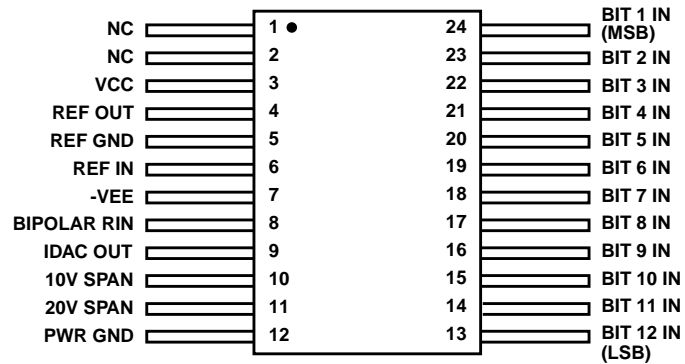 NC 1 24 BIT 1 IN
(MSB)
NC 2 23 BIT 2 IN
VCC 3 22 BIT 3 IN
REF OUT 4 21 BIT 4 IN
REF GND 5 20 BIT 5 IN
REF IN 6 19 BIT 6 IN
-VEE 7 18 BIT 7 IN
BIPOLAR RIN 8 17 BIT 8 IN
IDAC OUT 9 16 BIT 9 IN
10V SPAN 10 15 BIT 10 IN
20V SPAN 11 14 BIT 11 IN
PWR GND 12 13 BIT 12 IN
(LSB)